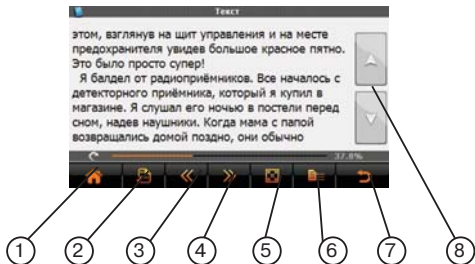 Текст
этом, взглянув на щит управления и на месте
предохранителя увидев большое красное пятно.
Это было просто супер!
Я балдел от радиоприёмников. Все началось с
детекторного приёмника, который я купил в
магазине. Я слушал его ночью в постели перед
сном, надев наушники. Когда мама с папой
возвращались домой поздно, они обычно
37.8%
1 2 3 4 5 6 7 8